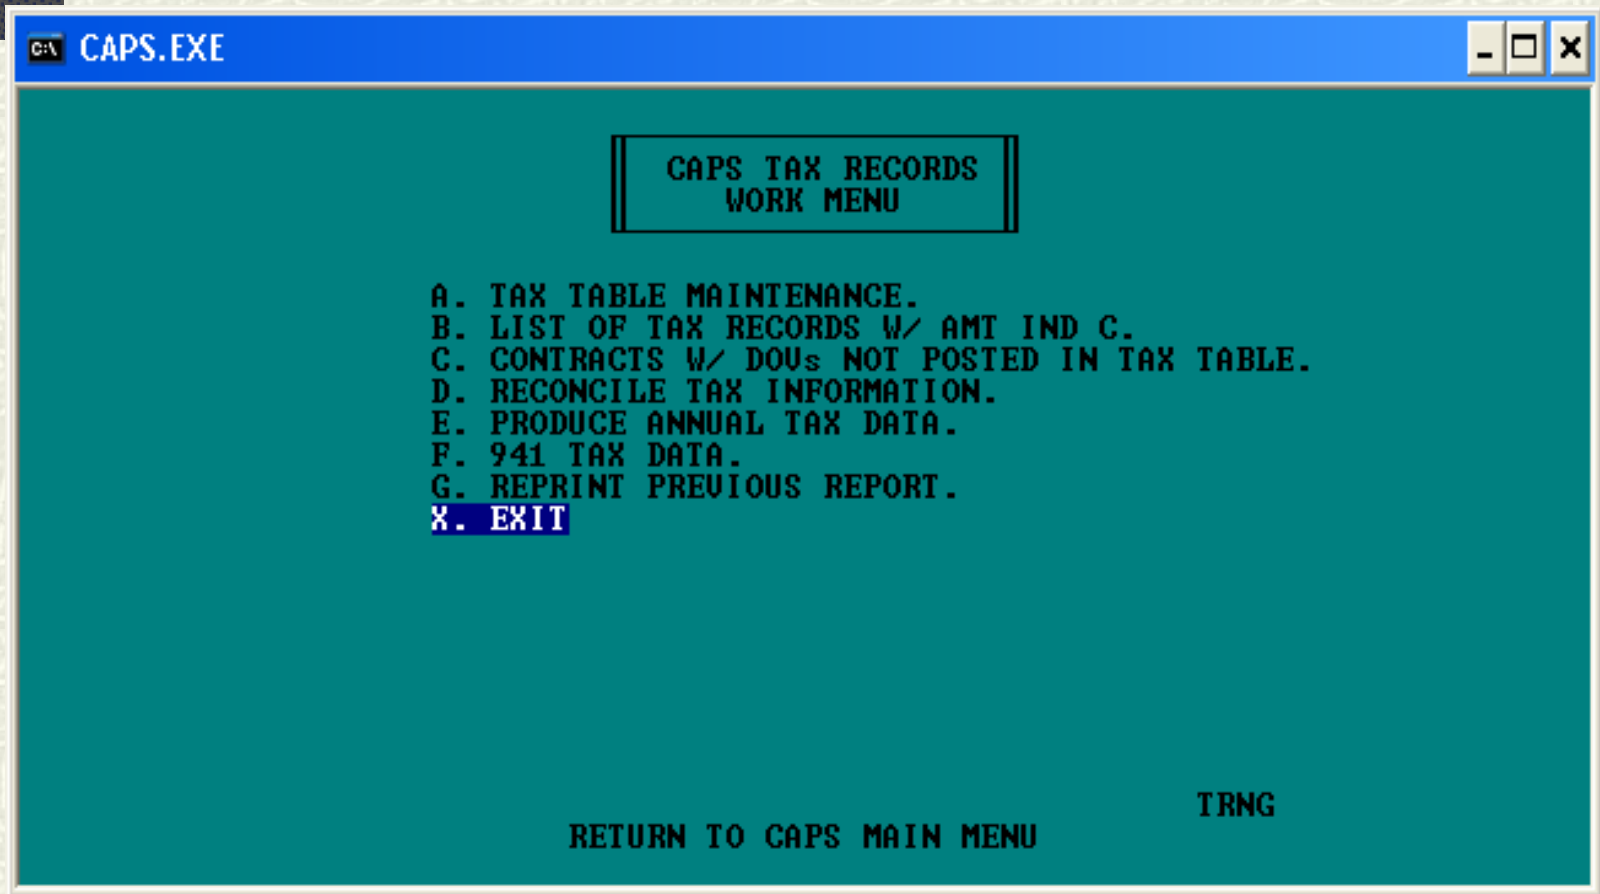 C:\ CAPS.EXE
CAPS TAX RECORDS
WORK MENU
A. TAX TABLE MAINTENANCE.
B. LIST OF TAX RECORDS W/ AMT IND C.
C. CONTRACTS W/ DOVs NOT POSTED IN TAX TABLE.
D. RECONCILE TAX INFORMATION.
E. PRODUCE ANNUAL TAX DATA.
F. 941 TAX DATA.
G. REPRINT PREVIOUS REPORT.
X. EXIT
TRNG
RETURN TO CAPS MAIN MENU